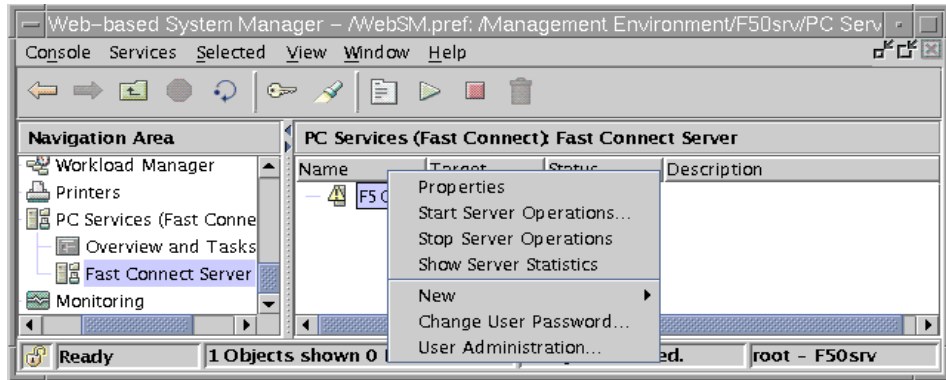 Web-based System Manager - /WebSM.pref: /Management Environment/F50srv/PC Serv
Console Services Selected View Window Help
Navigation Area
PC Services (Fast Connect): Fast Connect Server
Workload Manager
Printers
PC Services (Fast Conne
Overview and Tasks
Fast Connect Server
Monitoring
Name Target Status Description
F5
Properties
Start Server Operations...
Stop Server Operations
Show Server Statistics
New
Change User Password...
User Administration...
Ready 1 Objects shown 0 ed. root - F50srv